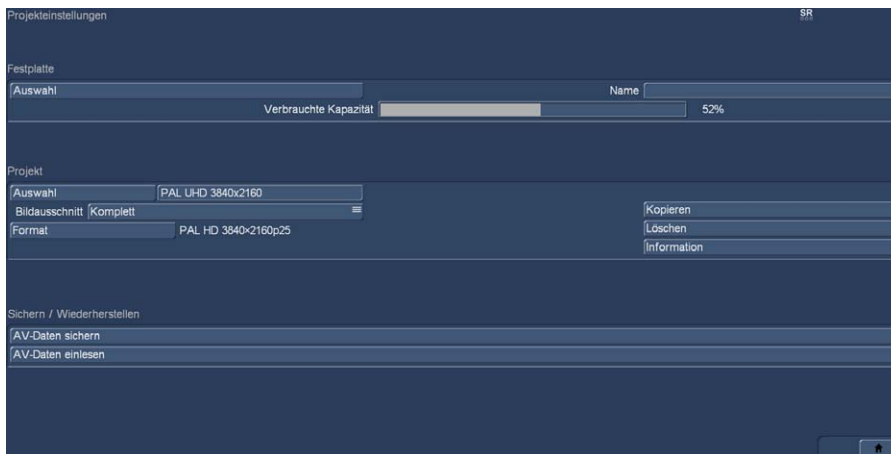 Projekteinstellungen
SR
Festplatte
Auswahl Name
Verbrauchte Kapazität 52%
Projekt
Auswahl PAL UHD 3840x2160
Bildausschnitt Komplett Kopieren
Format PAL HD 3840×2160p25 Löschen
Information
Sichern / Wiederherstellen
AV-Daten sichern
AV-Daten einlesen